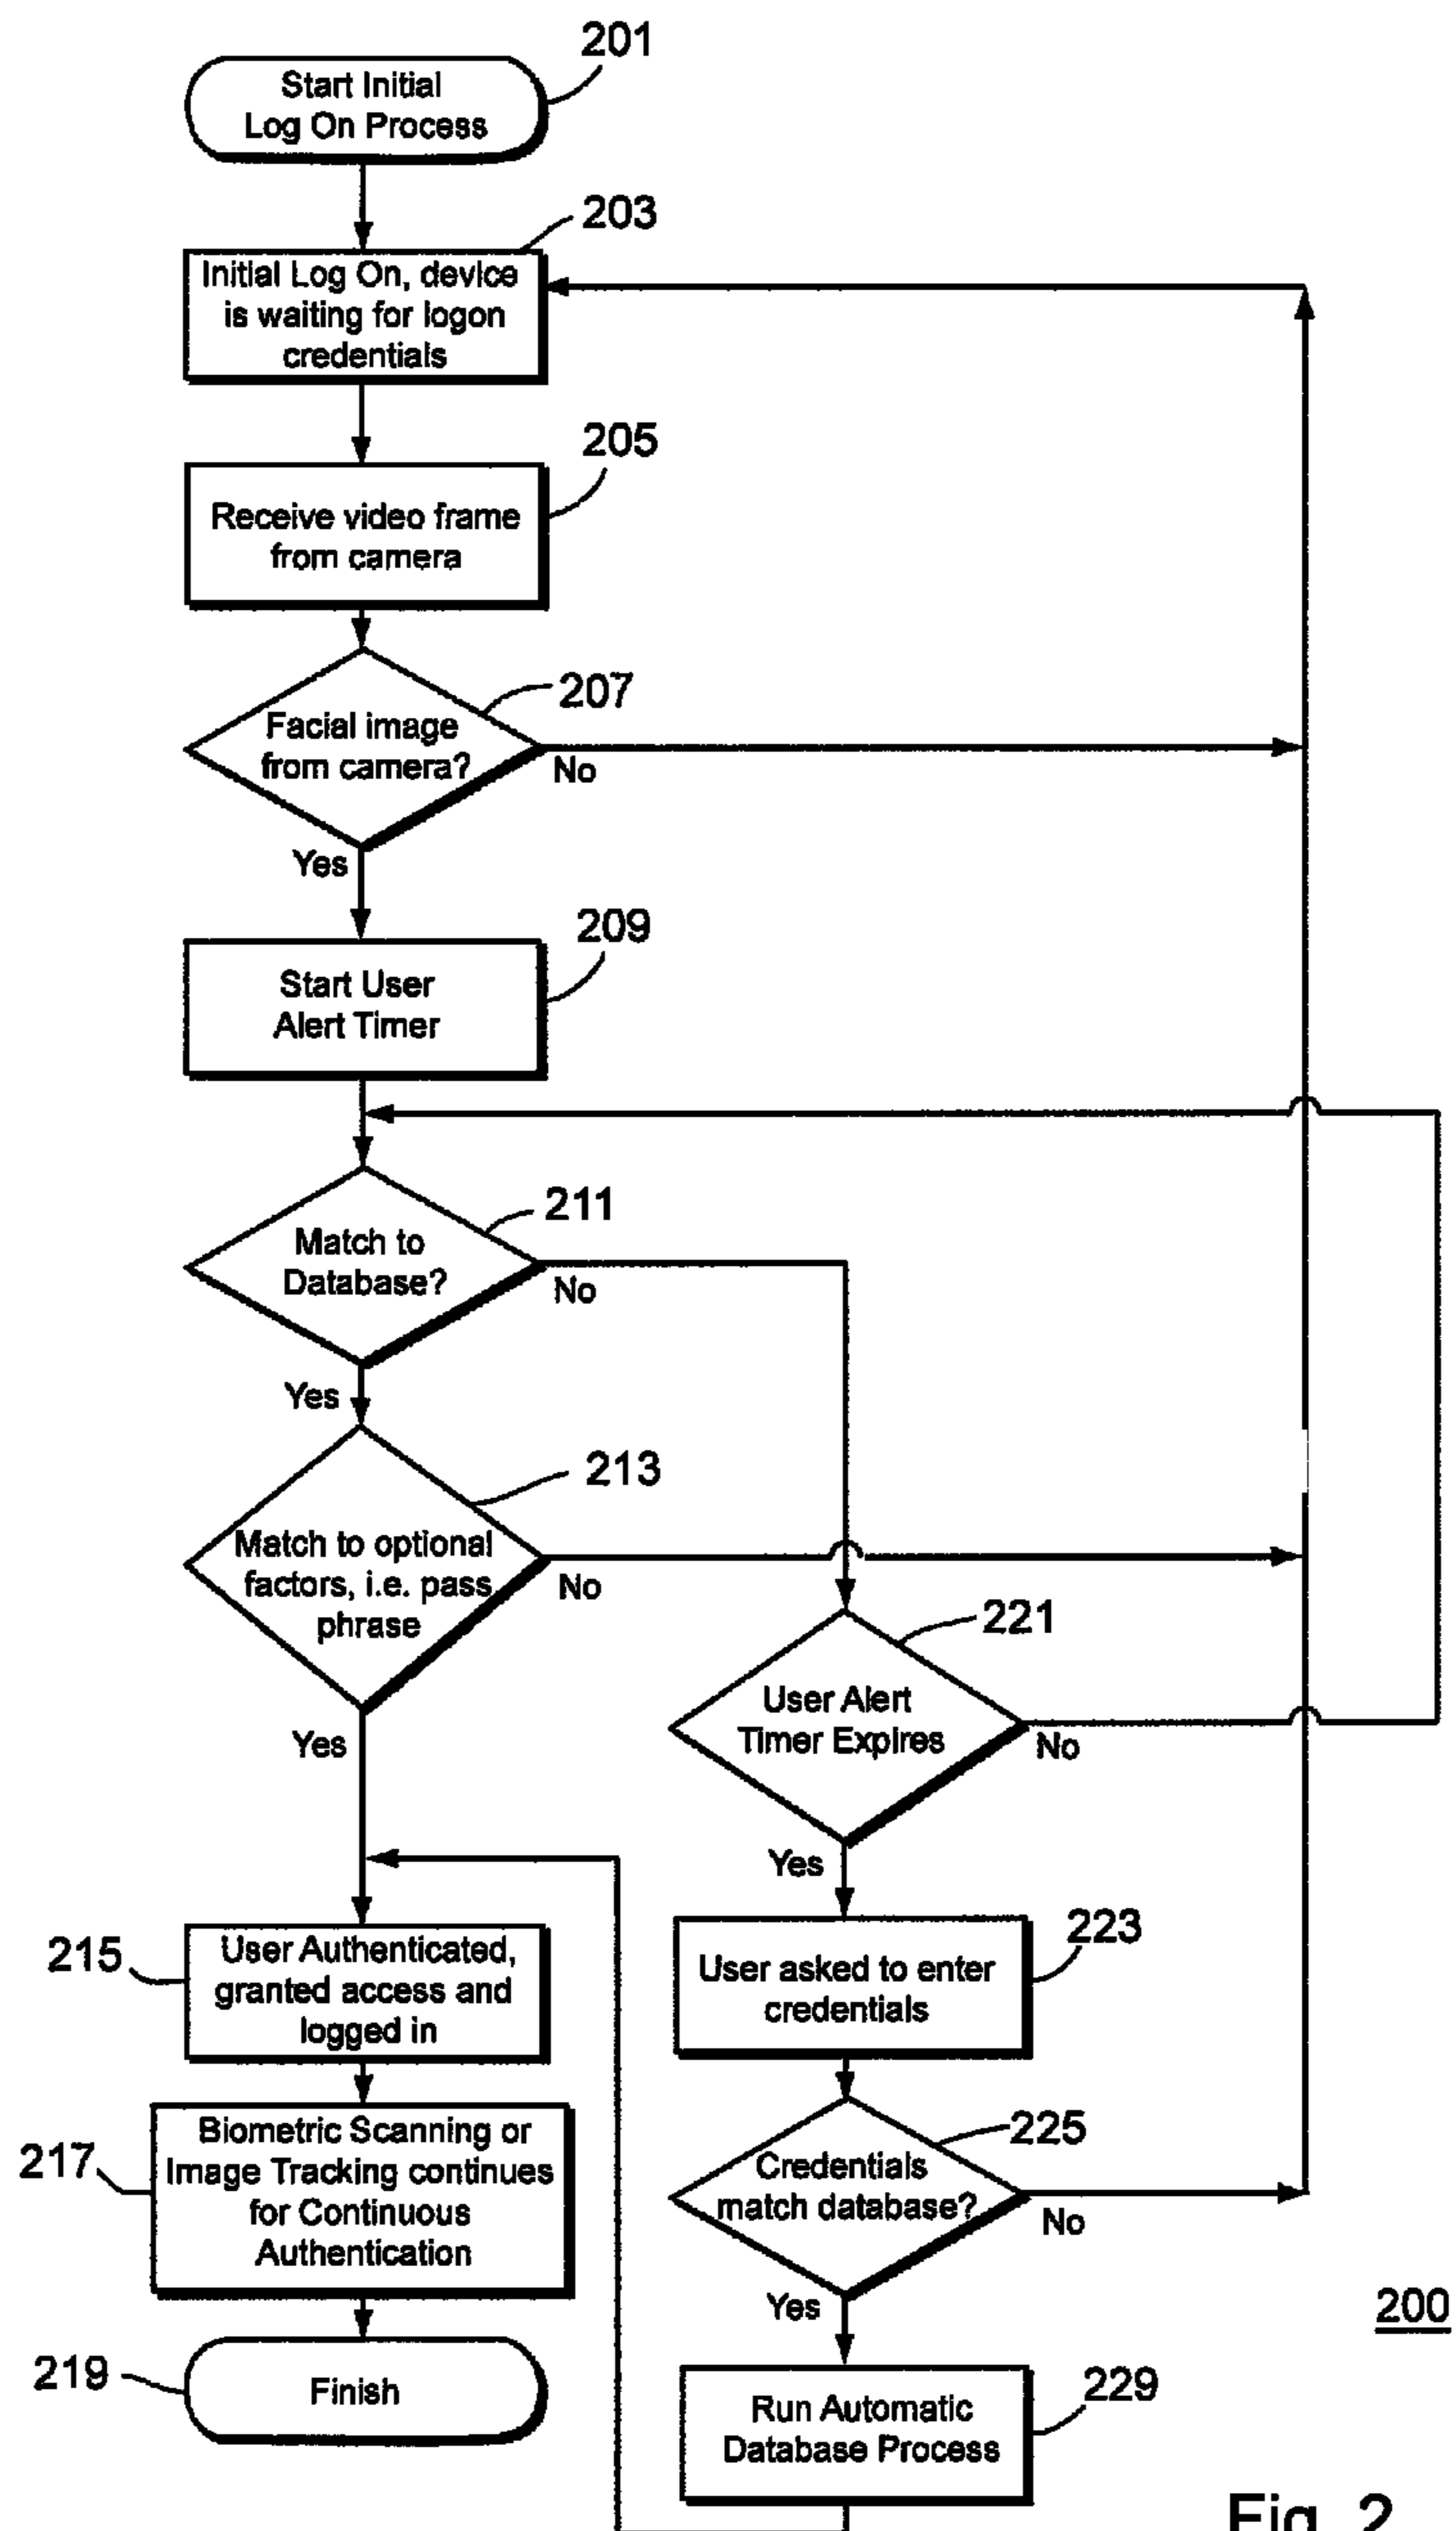 201
Start Initial
Log On Process
203
Initial Log On, device
is waiting for logon
credentials
205
Receive video frame
from camera
207
Facial image
from camera?
No
Yes
209
Start User
Alert Timer
211
Match to
Database?
No
Yes
213
Match to optional
factors, i.e. pass
phrase
No
Yes
221
User Alert
Timer Expires
No
Yes
215
User Authenticated,
granted access and
logged in
223
User asked to enter
credentials
217
Biometric Scanning or
Image Tracking continues
for Continuous
Authentication
225
Credentials
match database?
No
Yes
200
219
Finish
229
Run Automatic
Database Process
Fig. 2